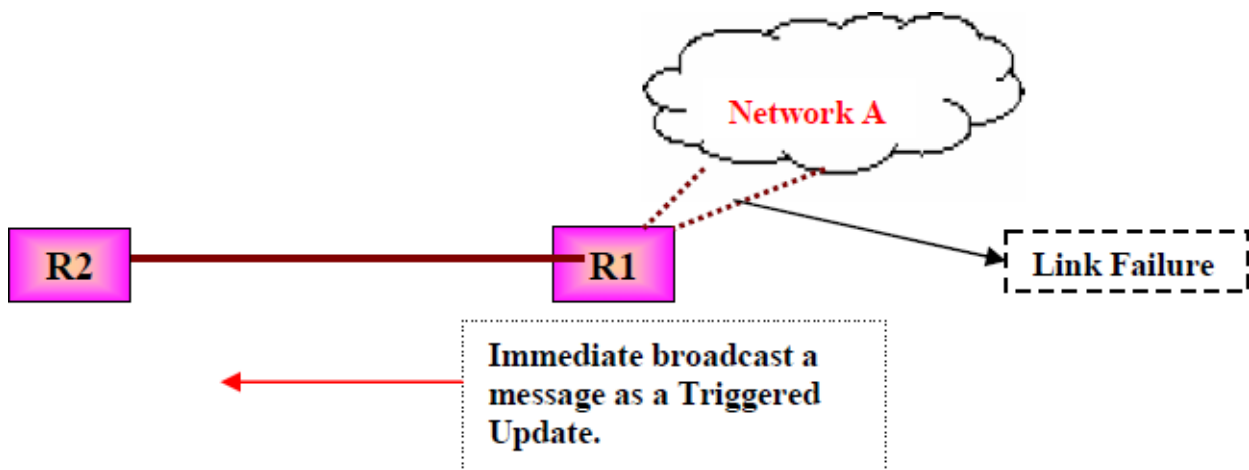 Network A
R2
R1
Link Failure
Immediate broadcast a
message as a Triggered
Update.